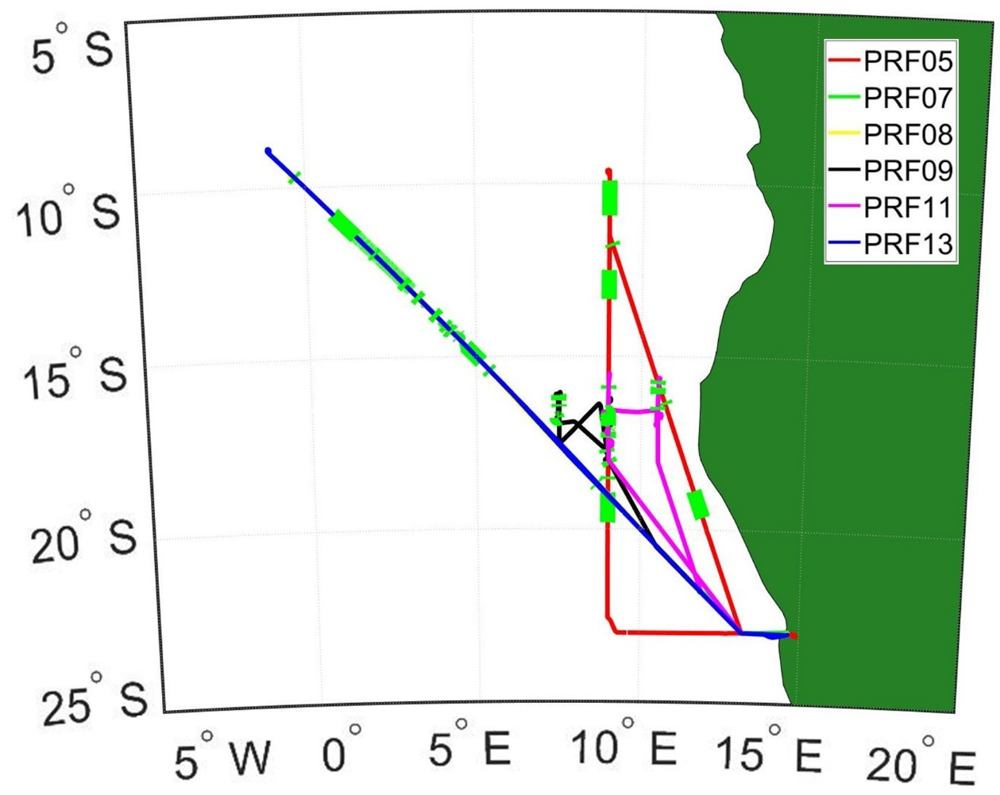 5° S
10° S
15° S
20° S
25° S
5° W
0°
5° E
10° E
15° E
20° E
PRF05
PRF07
PRF08
PRF09
PRF11
PRF13